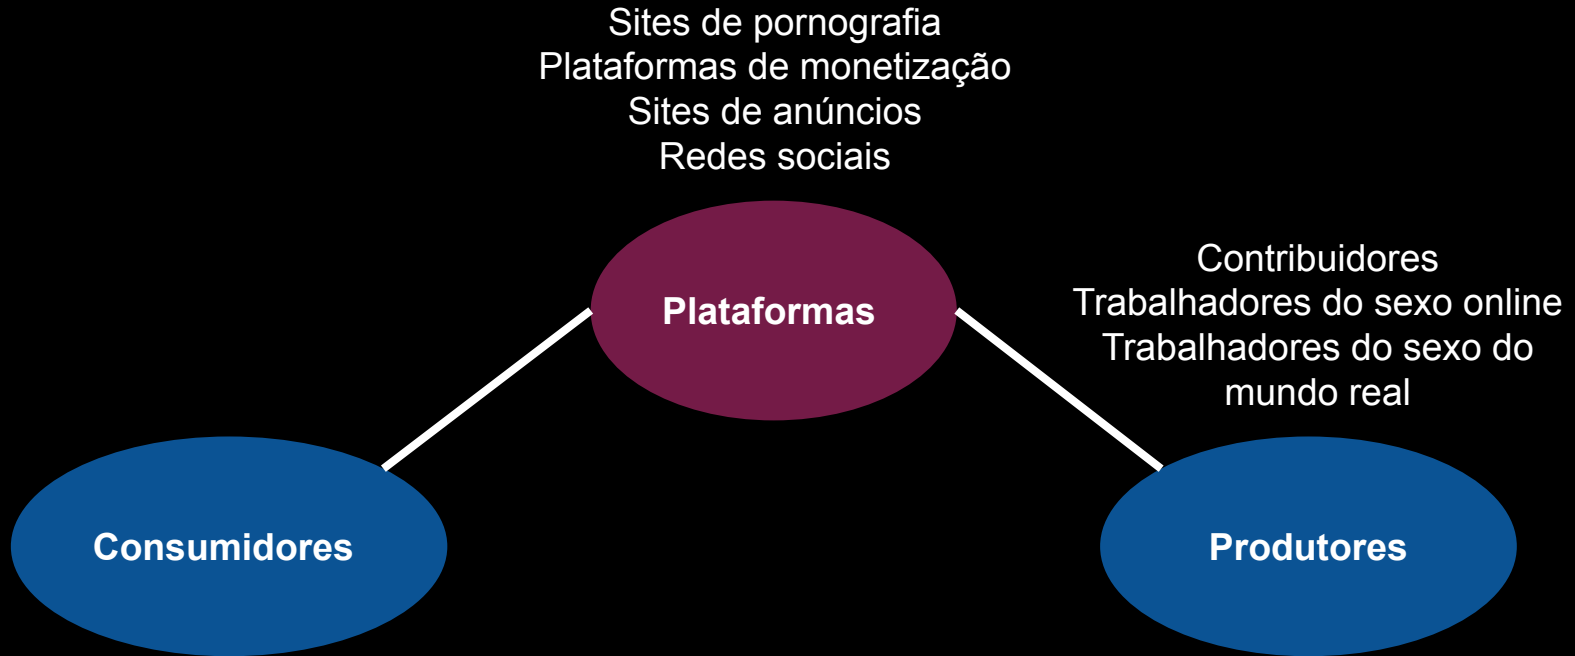 Sites de pornografia
Plataformas de monetização
Sites de anúncios
Redes sociais
Plataformas
Contribuidores
Trabalhadores do sexo online
Trabalhadores do sexo do
mundo real
Consumidores
Produtores